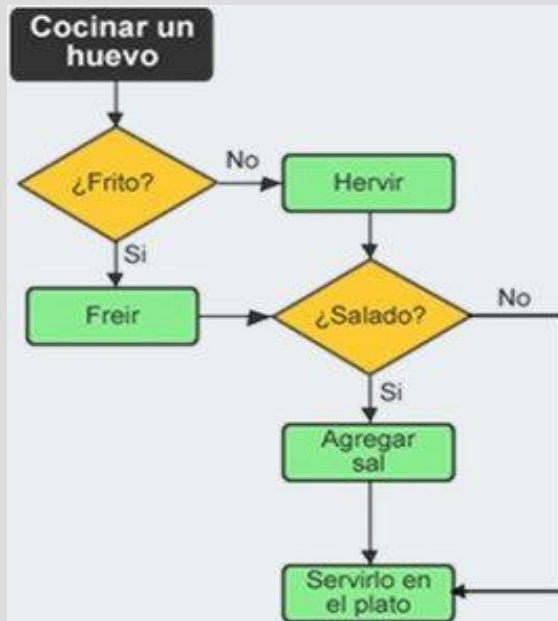 Cocinar un
huevo
¿Frito?
No
Hervir
Si
Freir
¿Salado?
No
Si
Agregar
sal
Servirlo en
el plato